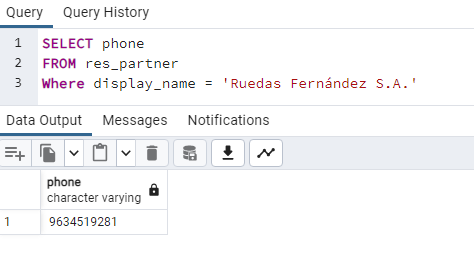 Query Query History
1 SELECT phone
2 FROM res_partner
3 Where display_name = 'Ruedas Fernández S.A.'
Data Output Messages Notifications
phone
character varying
1 9634519281